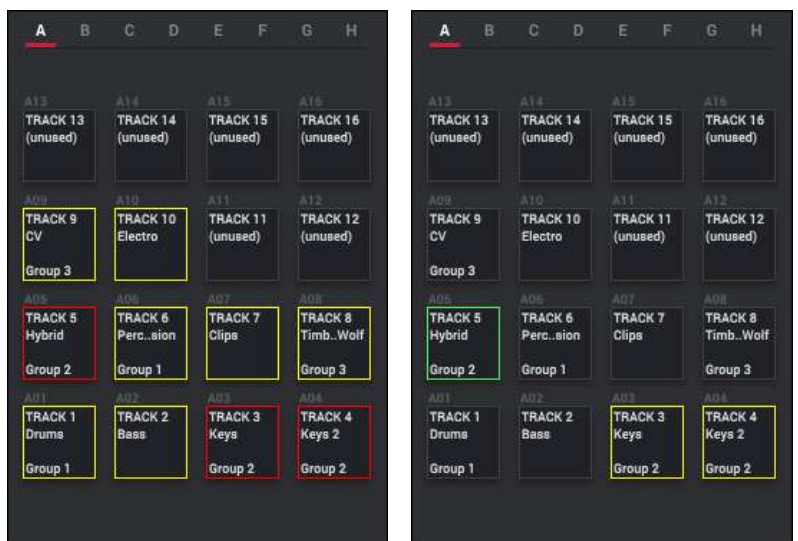 A B C D E F G H
A13 A14 A15 A16
TRACK 13 TRACK 14 TRACK 15 TRACK 16
(unused) (unused) (unused) (unused)
A09 A10 A11 A12
TRACK 9 TRACK 10 TRACK 11 TRACK 12
CV Electro (unused) (unused)
Group 3
A05 A06 A07 A08
TRACK 5 TRACK 6 TRACK 7 TRACK 8
Hybrid Perc..sion Clips Timb..Wolf
Group 2 Group 1 Group 3
A01 A02 A03 A04
TRACK 1 TRACK 2 TRACK 3 TRACK 4
Drums Bass Keys Keys 2
Group 1 Group 2 Group 2
A B C D E F G H
A13 A14 A15 A16
TRACK 13 TRACK 14 TRACK 15 TRACK 16
(unused) (unused) (unused) (unused)
A09 A10 A11 A12
TRACK 9 TRACK 10 TRACK 11 TRACK 12
CV Electro (unused) (unused)
Group 3
A05 A06 A07 A08
TRACK 5 TRACK 6 TRACK 7 TRACK 8
Hybrid Perc..sion Clips Timb..Wolf
Group 2 Group 1 Group 3
A01 A02 A03 A04
TRACK 1 TRACK 2 TRACK 3 TRACK 4
Drums Bass Keys Keys 2
Group 1 Group 2 Group 2